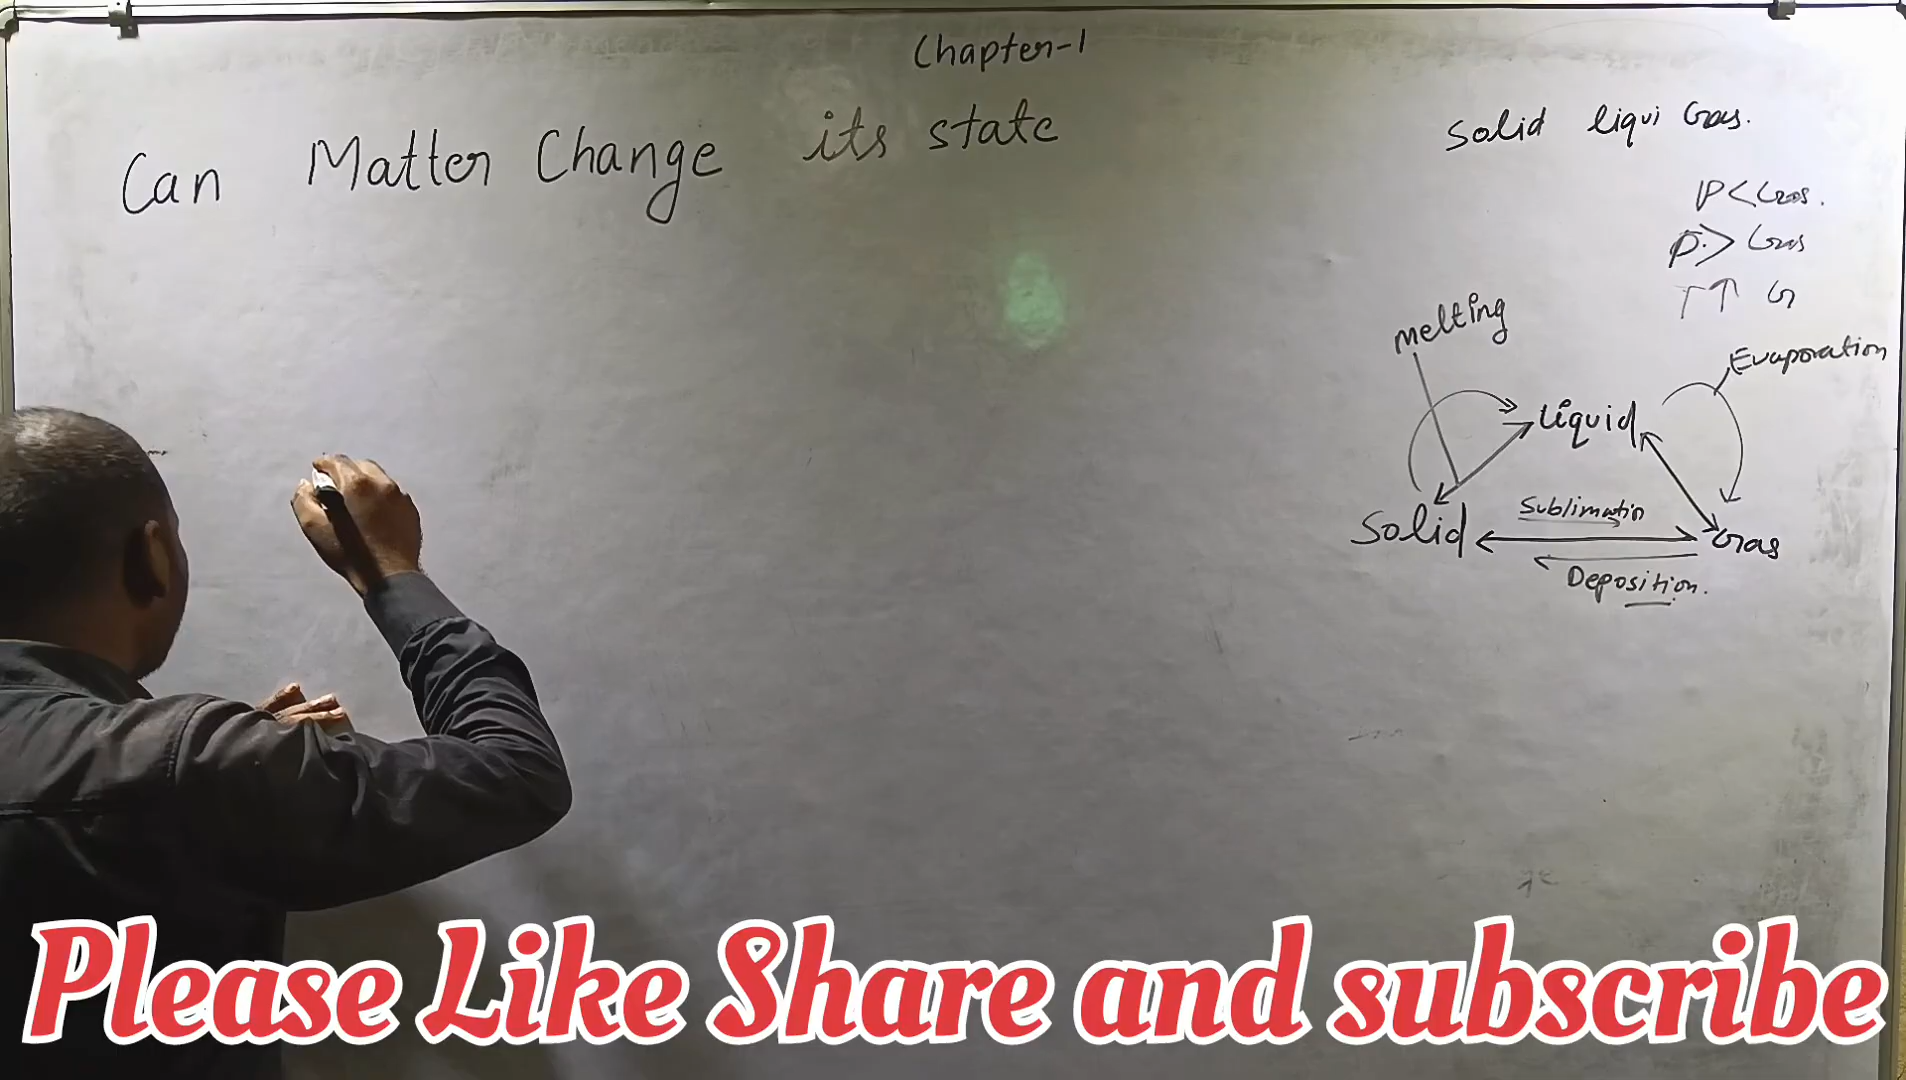 Chapter-1
Can Matter Change its state
Solid liqui Gas.
P < Gas.
P. > Gas
T ↑ G
melting
Evaporation
Liquid
Sublimatin
Solid
Gas
Deposition.
Please Like Share and subscribe